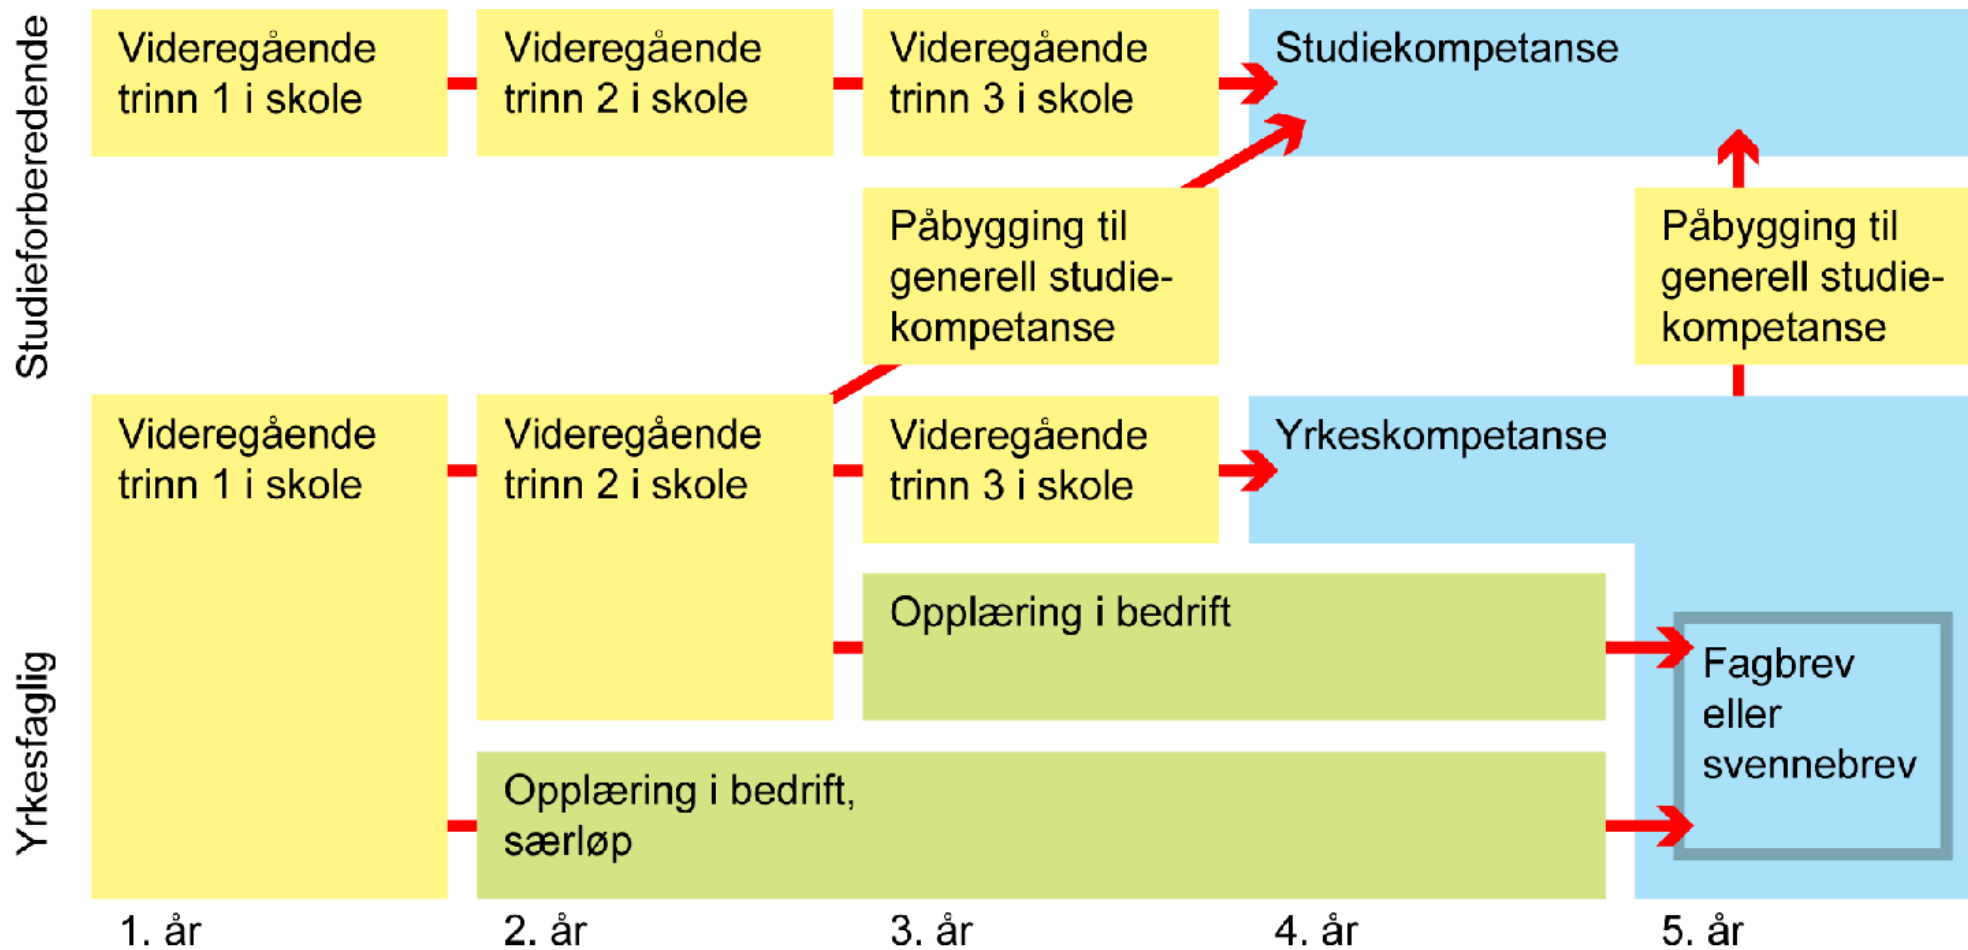 Studieforberedende
Videregående
trinn 1 i skole
Videregående
trinn 2 i skole
Videregående
trinn 3 i skole
Studiekompetanse
Påbygging til
generell studie-
kompetanse
Påbygging til
generell studie-
kompetanse
Yrkesfaglig
Videregående
trinn 1 i skole
Videregående
trinn 2 i skole
Videregående
trinn 3 i skole
Yrkeskompetanse
Opplæring i bedrift
Fagbrev
eller
svennebrev
Opplæring i bedrift,
særløp
1. år
2. år
3. år
4. år
5. år